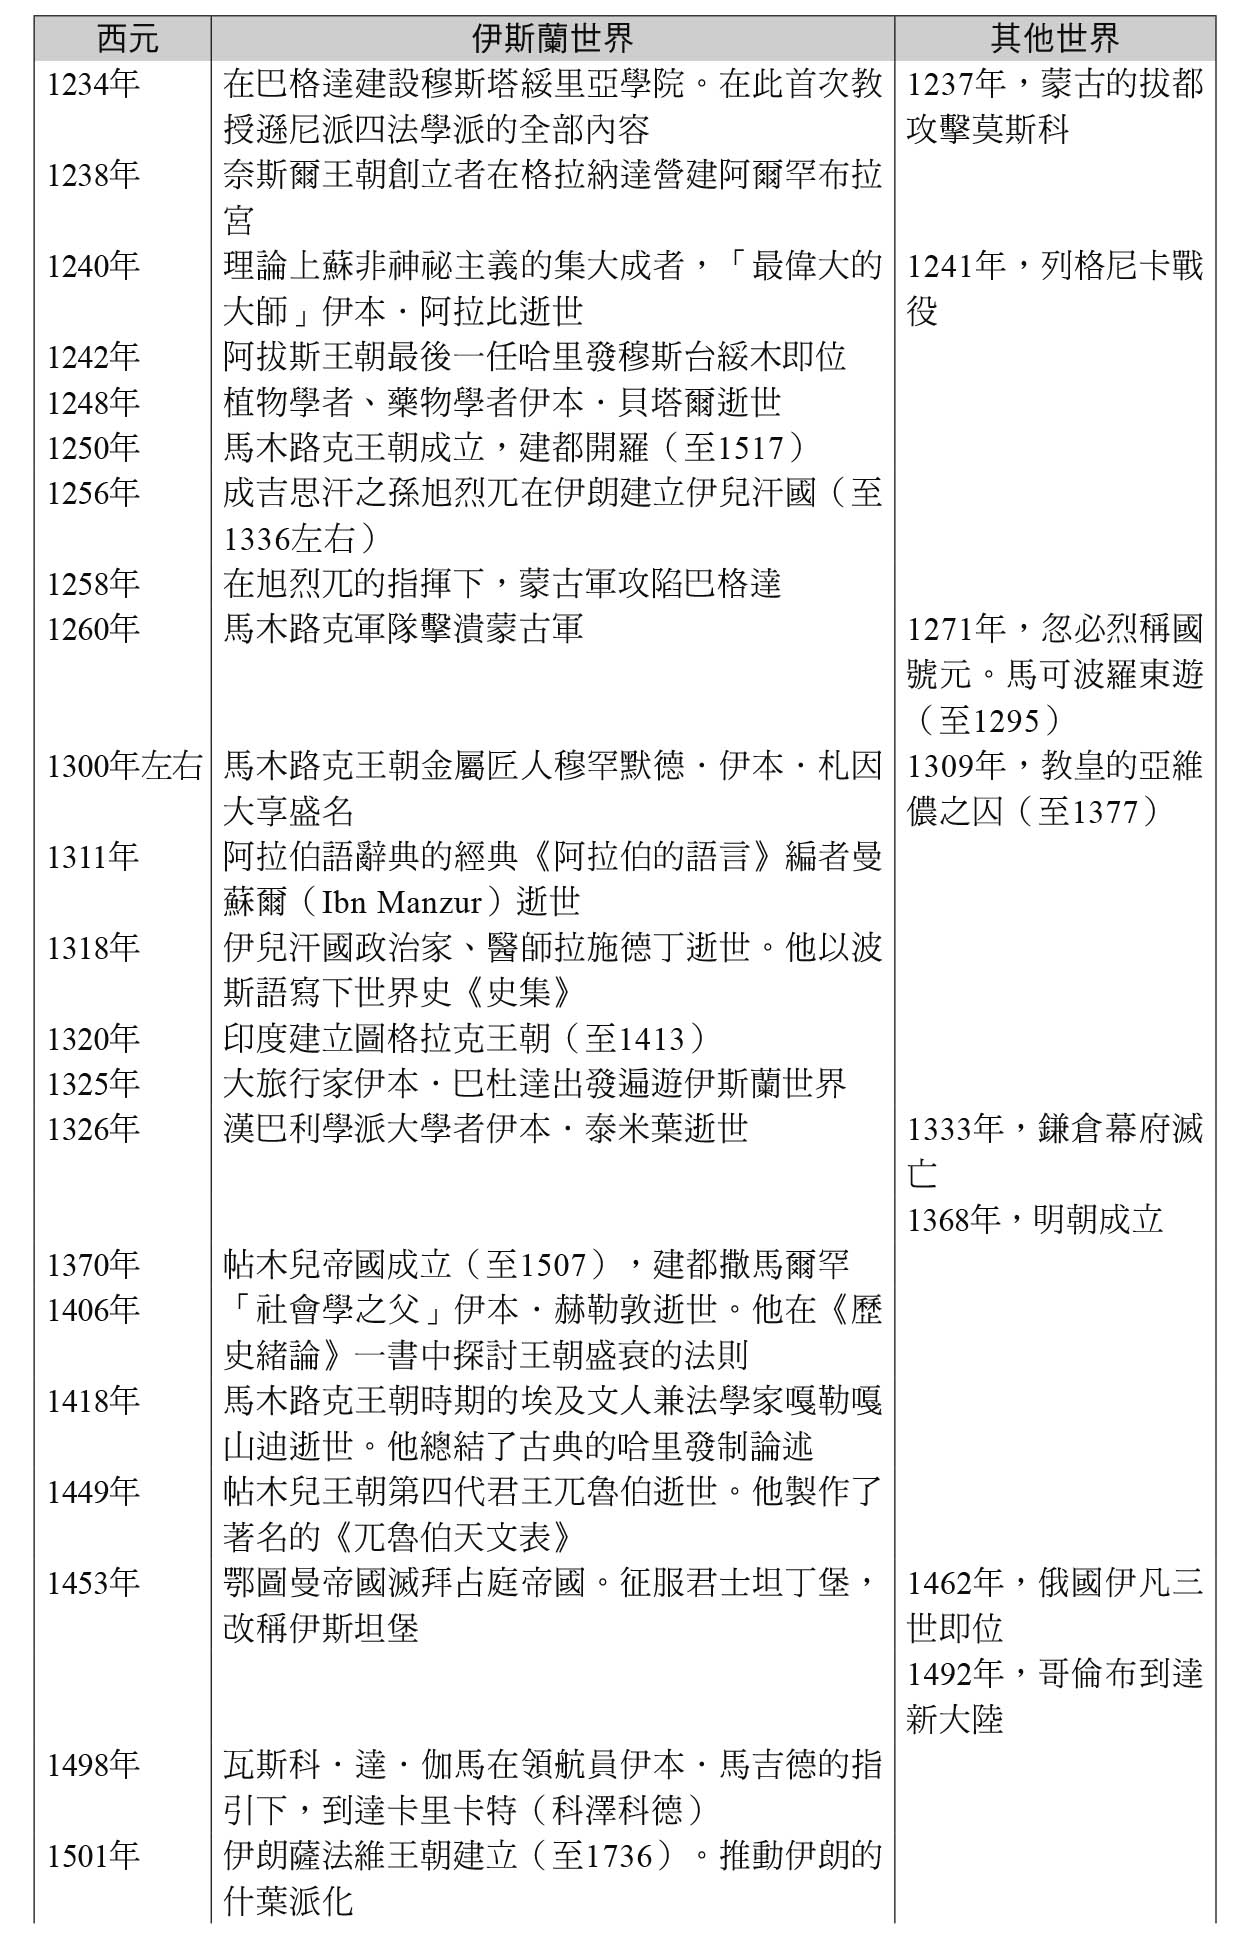 西元 伊斯蘭世界 其他世界
1234年 在巴格達建設穆斯塔綏里亞學院。在此首次教 1237年，蒙古的拔都
授遜尼派四法學派的全部內容 攻擊莫斯科
1238年 奈斯爾王朝創立者在格拉納達營建阿爾罕布拉
宮
1240年 理論上蘇非神祕主義的集大成者，「最偉大的 1241年，列格尼卡戰
大師」伊本．阿拉比逝世 役
1242年 阿拔斯王朝最後一任哈里發穆斯台綏木即位
1248年 植物學者、藥物學者伊本．貝塔爾逝世
1250年 馬木路克王朝成立，建都開羅（至1517）
1256年 成吉思汗之孫旭烈兀在伊朗建立伊兒汗國（至
1336左右）
1258年 在旭烈兀的指揮下，蒙古軍攻陷巴格達
1260年 馬木路克軍隊擊潰蒙古軍 1271年，忽必烈稱國
號元。馬可波羅東遊
（至1295）
1300年左右 馬木路克王朝金屬匠人穆罕默德．伊本．札因 1309年，教皇的亞維
大享盛名 儂之囚（至1377）
1311年 阿拉伯語辭典的經典《阿拉伯的語言》編者曼
蘇爾（Ibn Manzur）逝世
1318年 伊兒汗國政治家、醫師拉施德丁逝世。他以波
斯語寫下世界史《史集》
1320年 印度建立圖格拉克王朝（至1413）
1325年 大旅行家伊本．巴杜達出發遍遊伊斯蘭世界
1326年 漢巴利學派大學者伊本．泰米葉逝世 1333年，鎌倉幕府滅
亡
1368年，明朝成立
1370年 帖木兒帝國成立（至1507），建都撒馬爾罕
1406年 「社會學之父」伊本．赫勒敦逝世。他在《歷
史緒論》一書中探討王朝盛衰的法則
1418年 馬木路克王朝時期的埃及文人兼法學家嘎勒嘎
山迪逝世。他總結了古典的哈里發制論述
1449年 帖木兒王朝第四代君王兀魯伯逝世。他製作了
著名的《兀魯伯天文表》
1453年 鄂圖曼帝國滅拜占庭帝國。征服君士坦丁堡， 1462年，俄國伊凡三
改稱伊斯坦堡 世即位
1492年，哥倫布到達
新大陸
1498年 瓦斯科．達．伽馬在領航員伊本．馬吉德的指
引下，到達卡里卡特（科澤科德）
1501年 伊朗薩法維王朝建立（至1736）。推動伊朗的
什葉派化